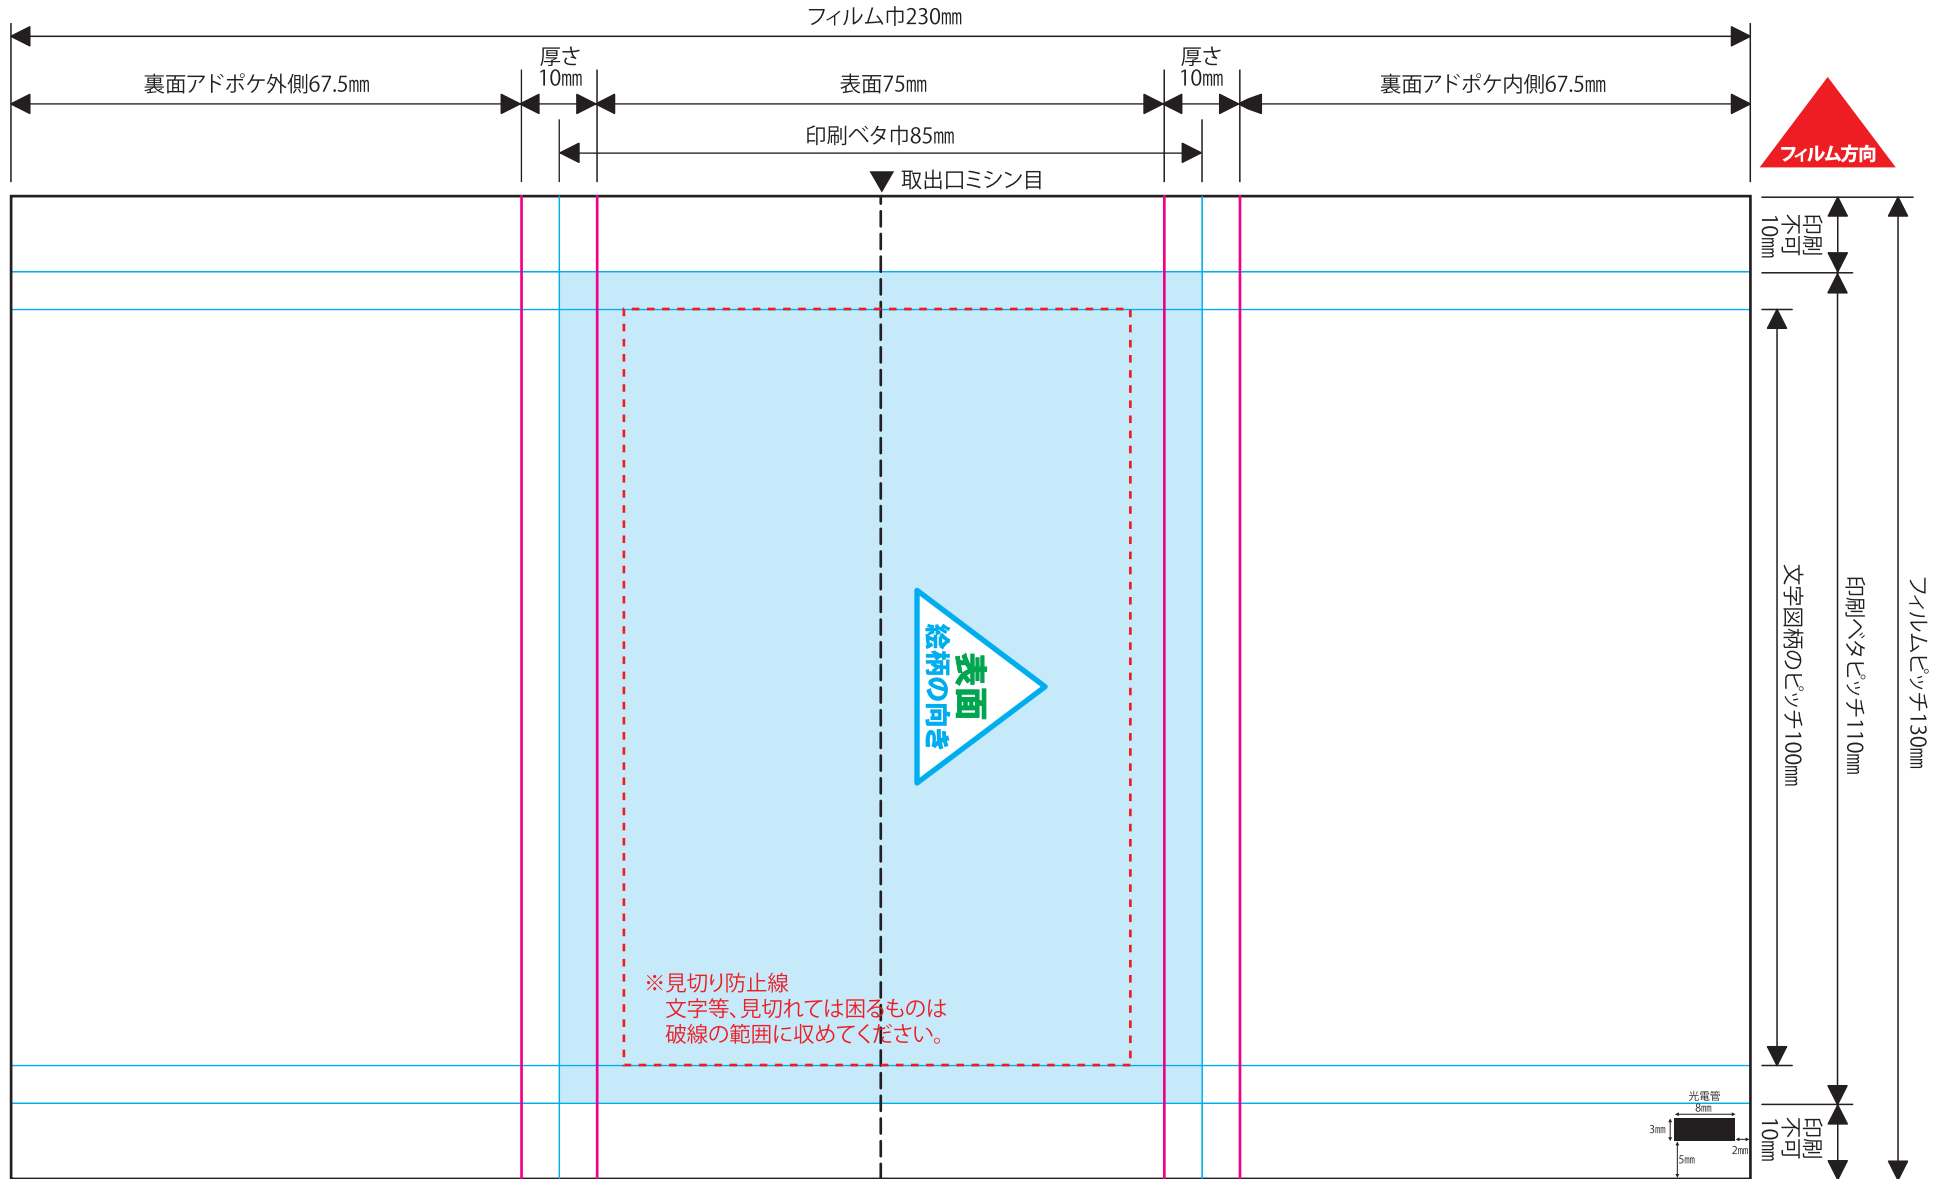 フィルム巾230mm
裏面アドポケ外側67.5mm
厚さ
10mm
表面75mm
厚さ
10mm
裏面アドポケ内側67.5mm
印刷ベタ巾85mm
取出口ミシン目
フィルム方向
印刷
不可
10mm
表面
絵柄の向き
文字図柄のピッチ100mm
印刷ベタピッチ110mm
フィルムピッチ130mm
※見切り防止線
文字等、見切れては困るものは
破線の範囲に収めてください。
光電管
8mm
3mm
2mm
5mm
印刷
不可
10mm